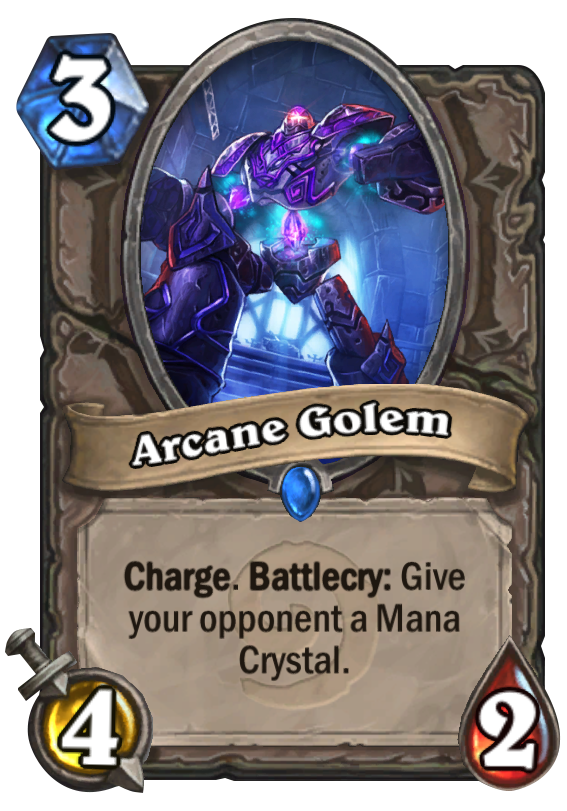 3
Arcane Golem
Charge. Battlecry: Give
your opponent a Mana
Crystal.
4
2